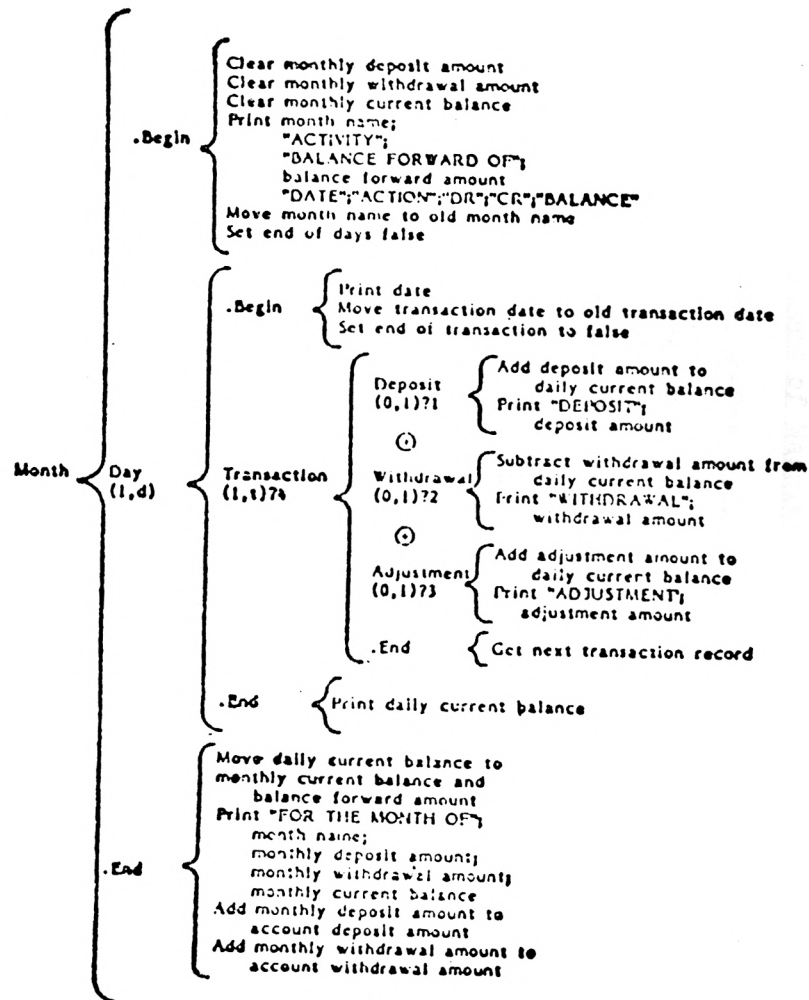 .Begin
Clear monthly deposit amount
Clear monthly withdrawal amount
Clear monthly current balance
Print month name;
"ACTIVITY";
"BALANCE FORWARD OF";
balance forward amount
"DATE";"ACTION";"DR";"CR";"BALANCE"
Move month name to old month name
Set end of days false
.Begin
Print date
Move transaction date to old transaction date
Set end of transaction to false
Month
Day
(1,d)
Transaction
(1,t)?4
Deposit
(0,1)?1
Add deposit amount to
daily current balance
Print "DEPOSIT";
deposit amount
⊕
Withdrawal
(0,1)?2
Subtract withdrawal amount from
daily current balance
Print "WITHDRAWAL";
withdrawal amount
⊕
Adjustment
(0,1)?3
Add adjustment amount to
daily current balance
Print "ADJUSTMENT";
adjustment amount
.End
Get next transaction record
.End
Print daily current balance
.End
Move daily current balance to
monthly current balance and
balance forward amount
Print "FOR THE MONTH OF";
month name;
monthly deposit amount;
monthly withdrawal amount;
monthly current balance
Add monthly deposit amount to
account deposit amount
Add monthly withdrawal amount to
account withdrawal amount